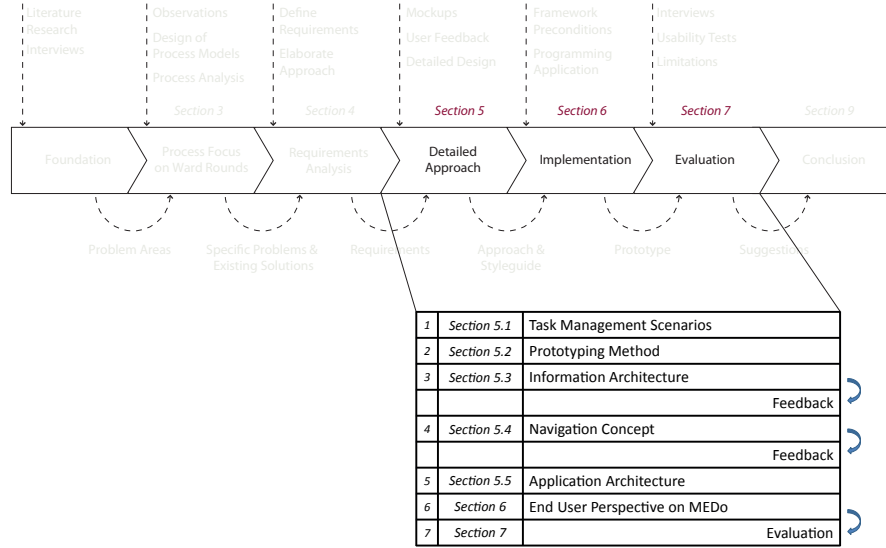 Literature
Research
Interviews
Observations
Design of
Process Models
Process Analysis
Define
Requirements
Elaborate
Approach
Mockups
User Feedback
Detailed Design
Framework
Preconditions
Programming
Application
Interviews
Usability Tests
Limitations
Section 3
Section 4
Section 5
Section 6
Section 7
Section 9
Foundation
Process Focus
on Ward Rounds
Requirements
Analysis
Detailed
Approach
Implementation
Evaluation
Conclusion
Problem Areas
Specific Problems &
Existing Solutions
Requirements
Approach &
Styleguide
Prototype
Suggestions
1 Section 5.1 Task Management Scenarios
2 Section 5.2 Prototyping Method
3 Section 5.3 Information Architecture
Feedback
4 Section 5.4 Navigation Concept
Feedback
5 Section 5.5 Application Architecture
6 Section 6 End User Perspective on MEDo
7 Section 7 Evaluation